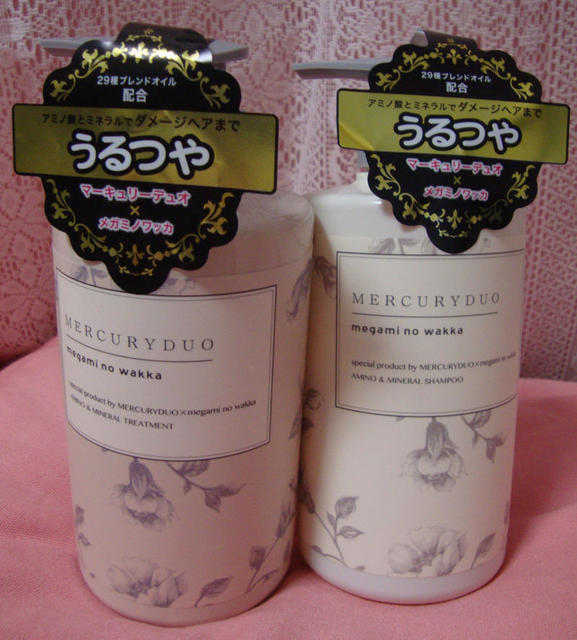 29種ブレンドオイル
配合
アミノ酸とミネラルでダメージヘアまで
うるつや
マーキュリーデュオ
×
メガミノワッカ
MERCURYDUO
megami no wakka
special product by MERCURYDUO×megami no wakka
AMINO & MINERAL TREATMENT
29種ブレンドオイル
配合
アミノ酸とミネラルでダメージヘアまで
うるつや
マーキュリーデュオ
×
メガミノワッカ
MERCURYDUO
megami no wakka
special product by MERCURYDUO×megami no wakka
AMINO & MINERAL SHAMPOO